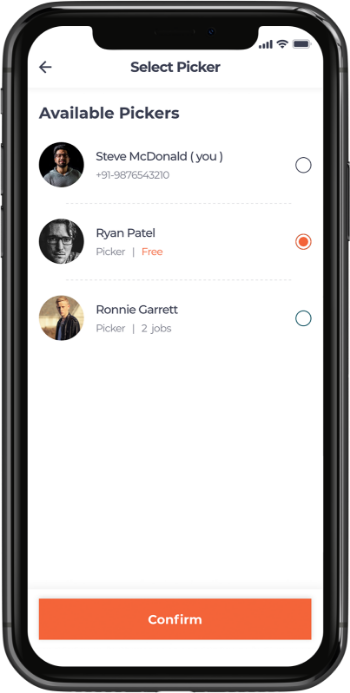 Select Picker
Available Pickers
Steve McDonald ( you )
+91-9876543210
Ryan Patel
Picker | Free
Ronnie Garrett
Picker | 2 jobs
Confirm